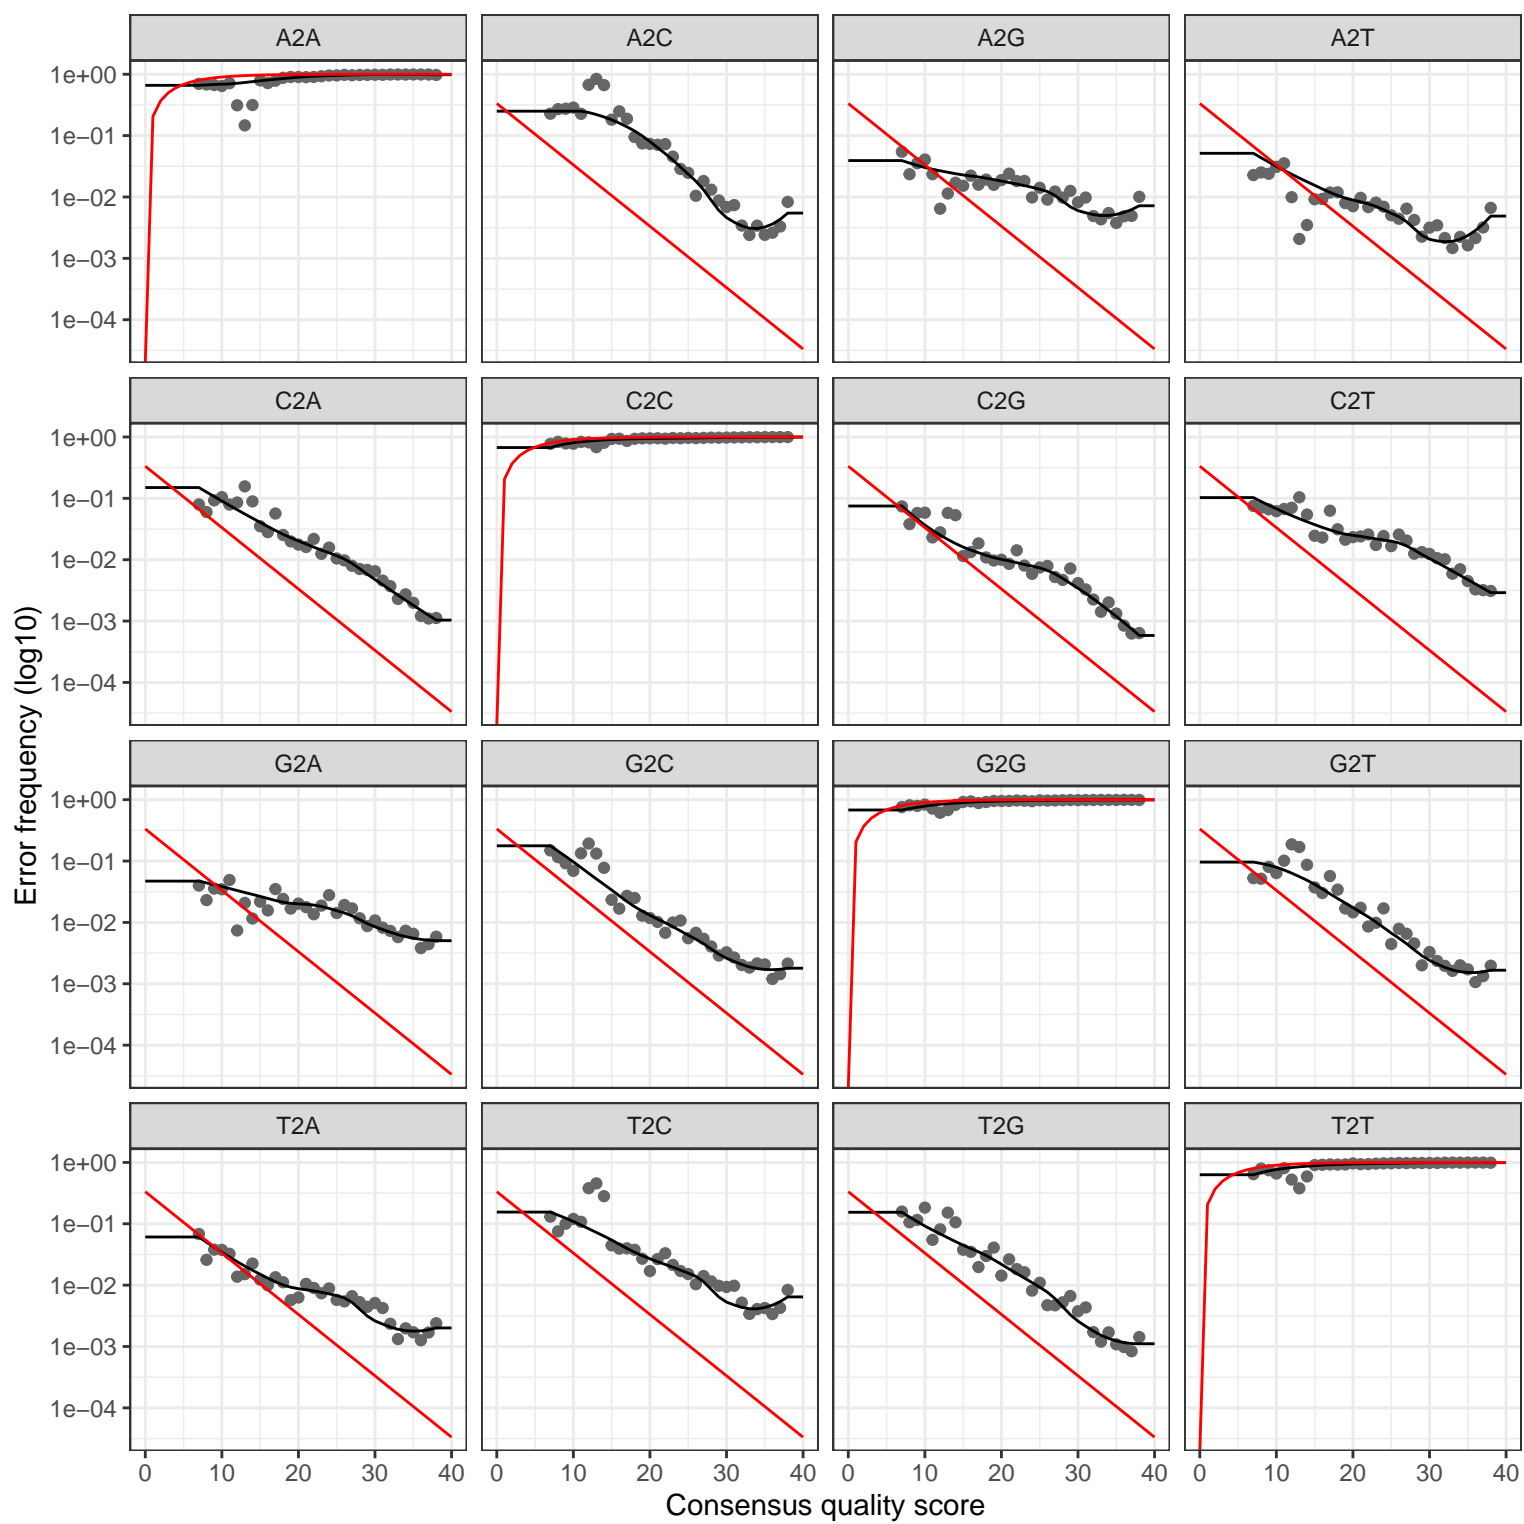 A2A A2C A2G A2T
1e+00
1e−01
1e−02
1e−03
1e−04
C2A C2C C2G C2T
1e+00
1e−01
1e−02
1e−03
1e−04
G2A G2C G2G G2T
1e+00
1e−01
1e−02
1e−03
1e−04
T2A T2C T2G T2T
1e+00
1e−01
1e−02
1e−03
1e−04
0 10 20 30 40 0 10 20 30 40 0 10 20 30 40 0 10 20 30 40
Consensus quality score
Error frequency (log10)